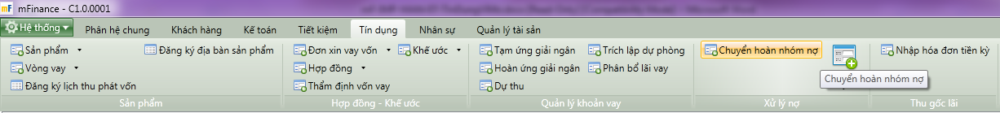 mF mFinance - C1.0.0001
Hệ thống Phân hệ chung Khách hàng Kế toán Tiết kiệm Tín dụng Nhân sự Quản lý tài sản
Sản phẩm Đăng ký địa bàn sản phẩm
Vòng vay
Đăng ký lịch thu phát vốn
Sản phẩm
Đơn xin vay vốn Khế ước
Hợp đồng
Thẩm định vốn vay
Hợp đồng - Khế ước
Tạm ứng giải ngân Trích lập dự phòng
Hoàn ứng giải ngân Phân bổ lãi vay
Dự thu
Quản lý khoản vay
Chuyển hoàn nhóm nợ
Chuyển hoàn nhóm nợ
Xử lý nợ
Nhập hóa đơn tiền kỳ
Thu gốc lãi